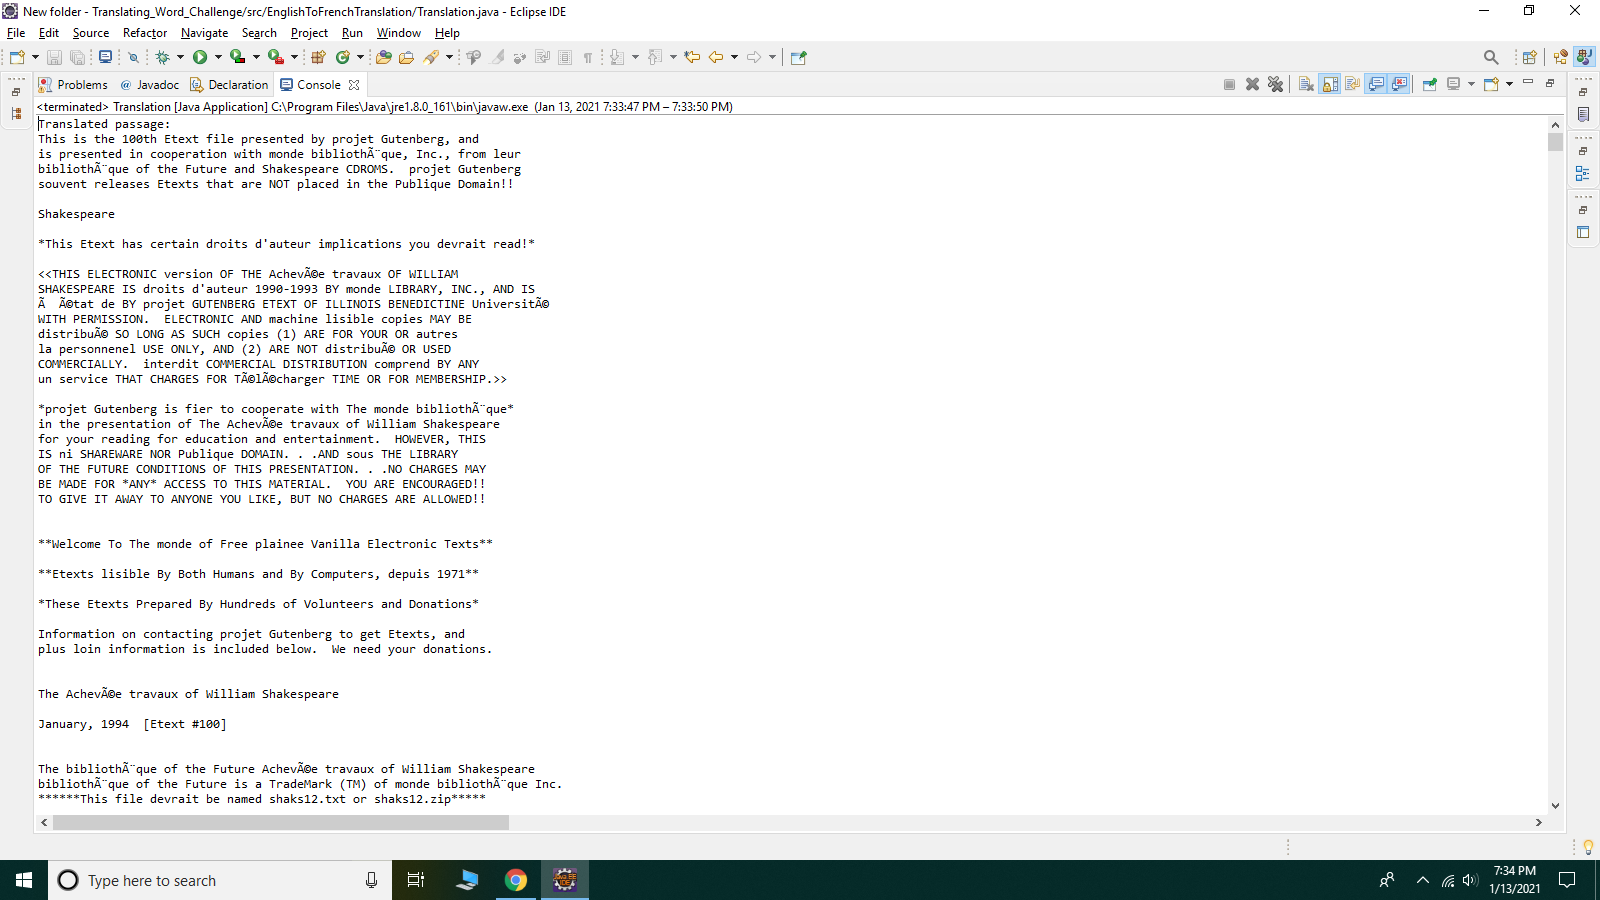 New folder - Translating_Word_Challenge/src/EnglishToFrenchTranslation/Translation.java - Eclipse IDE
File Edit Source Refactor Navigate Search Project Run Window Help
Problems @ Javadoc Declaration Console
<terminated> Translation [Java Application] C:\Program Files\Java\jre1.8.0_161\bin\javaw.exe (Jan 13, 2021 7:33:47 PM – 7:33:50 PM)
Translated passage:
This is the 100th Etext file presented by projet Gutenberg, and
is presented in cooperation with monde bibliothÃ¨que, Inc., from leur
bibliothÃ¨que of the Future and Shakespeare CDROMS.  projet Gutenberg
souvent releases Etexts that are NOT placed in the Publique Domain!!
Shakespeare
*This Etext has certain droits d'auteur implications you devrait read!*
<<THIS ELECTRONIC version OF THE AchevÃ©e travaux OF WILLIAM
SHAKESPEARE IS droits d'auteur 1990-1993 BY monde LIBRARY, INC., AND IS
Ã  Ã©tat de BY projet GUTENBERG ETEXT OF ILLINOIS BENEDICTINE UniversitÃ©
WITH PERMISSION.  ELECTRONIC AND machine lisible copies MAY BE
distribuÃ© SO LONG AS SUCH copies (1) ARE FOR YOUR OR autres
la personnenel USE ONLY, AND (2) ARE NOT distribuÃ© OR USED
COMMERCIALLY.  interdit COMMERCIAL DISTRIBUTION comprend BY ANY
un service THAT CHARGES FOR TÃ©lÃ©charger TIME OR FOR MEMBERSHIP.>>
*projet Gutenberg is fier to cooperate with The monde bibliothÃ¨que*
in the presentation of The AchevÃ©e travaux of William Shakespeare
for your reading for education and entertainment.  HOWEVER, THIS
IS ni SHAREWARE NOR Publique DOMAIN. . .AND sous THE LIBRARY
OF THE FUTURE CONDITIONS OF THIS PRESENTATION. . .NO CHARGES MAY
BE MADE FOR *ANY* ACCESS TO THIS MATERIAL.  YOU ARE ENCOURAGED!!
TO GIVE IT AWAY TO ANYONE YOU LIKE, BUT NO CHARGES ARE ALLOWED!!
**Welcome To The monde of Free plainee Vanilla Electronic Texts**
**Etexts lisible By Both Humans and By Computers, depuis 1971**
*These Etexts Prepared By Hundreds of Volunteers and Donations*
Information on contacting projet Gutenberg to get Etexts, and
plus loin information is included below.  We need your donations.
The AchevÃ©e travaux of William Shakespeare
January, 1994  [Etext #100]
The bibliothÃ¨que of the Future AchevÃ©e travaux of William Shakespeare
bibliothÃ¨que of the Future is a TradeMark (TM) of monde bibliothÃ¨que Inc.
******This file devrait be named shaks12.txt or shaks12.zip*****
Type here to search
7:34 PM
1/13/2021